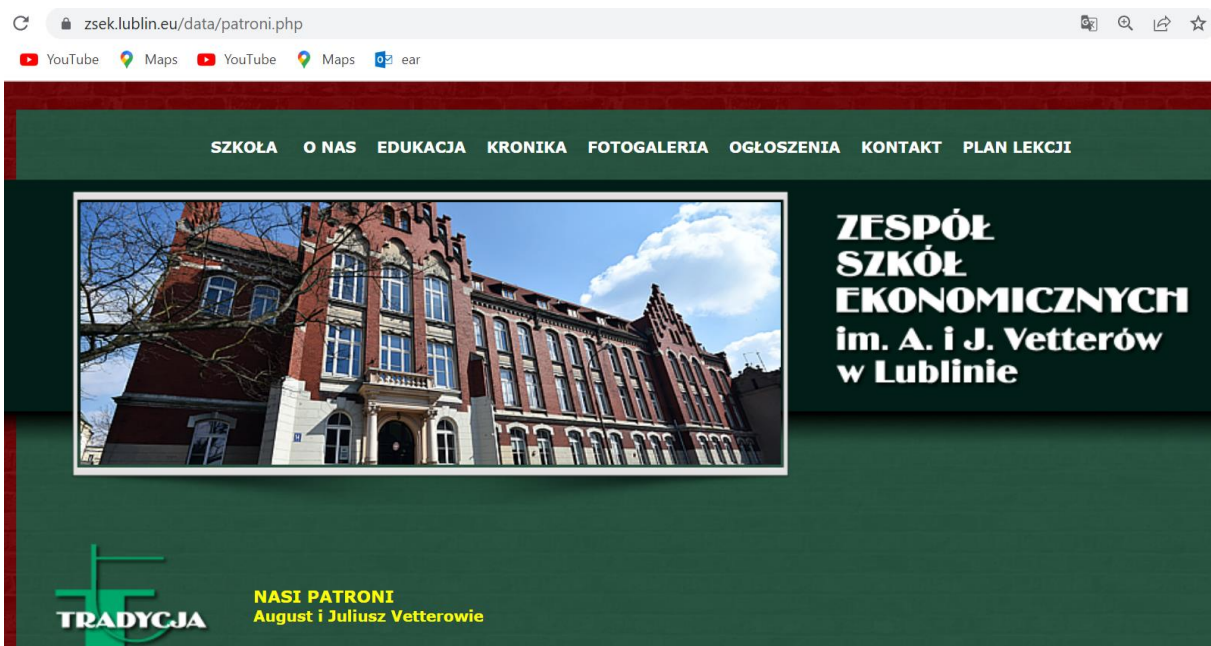 zsek.lublin.eu/data/patroni.php
YouTube Maps YouTube Maps ear
SZKOŁA O NAS EDUKACJA KRONIKA FOTOGALERIA OGŁOSZENIA KONTAKT PLAN LEKCJI
ZESPÓŁ
SZKÓŁ
EKONOMICZNYCH
im. A. i J. Vetterów
w Lublinie
NASI PATRONI
TRADYCJA August i Juliusz Vetterowie